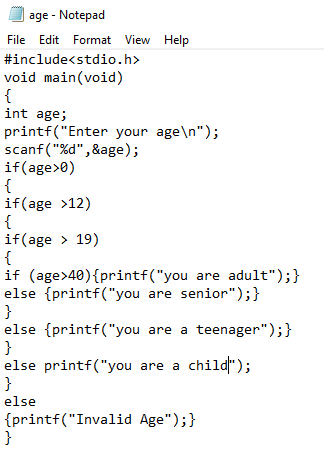 age - Notepad
File Edit Format View Help
#include<stdio.h>
void main(void)
{
int age;
printf("Enter your age\n");
scanf("%d",&age);
if(age>0)
{
if(age >12)
{
if(age > 19)
{
if (age>40){printf("you are adult");}
else {printf("you are senior");}
}
else {printf("you are a teenager");}
}
else printf("you are a child");
}
else
{printf("Invalid Age");}
}